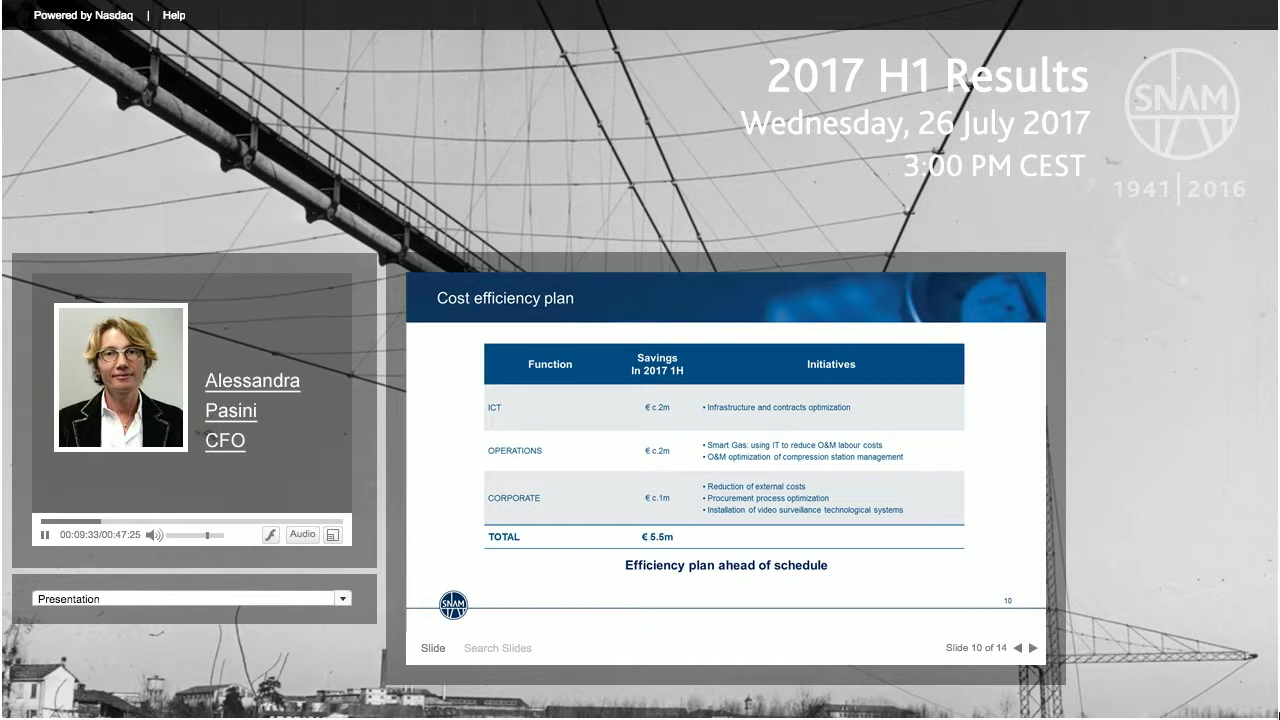 Powered by Nasdaq | Help
2017 H1 Results
Wednesday, 26 July 2017
3:00 PM CEST
SNAM
1941 | 2016
Alessandra
Pasini
CFO
00:09:33/00:47:25
Audio
Presentation
Cost efficiency plan
Function
Savings
In 2017 1H
Initiatives
ICT
€ c.2m
• Infrastructure and contracts optimization
OPERATIONS
€ c.2m
• Smart Gas: using IT to reduce O&M labour costs
• O&M optimization of compression station management
CORPORATE
€ c.1m
• Reduction of external costs
• Procurement process optimization
• Installation of video surveillance technological systems
TOTAL
€ 5.5m
Efficiency plan ahead of schedule
SNAM
10
Slide
Search Slides
Slide 10 of 14